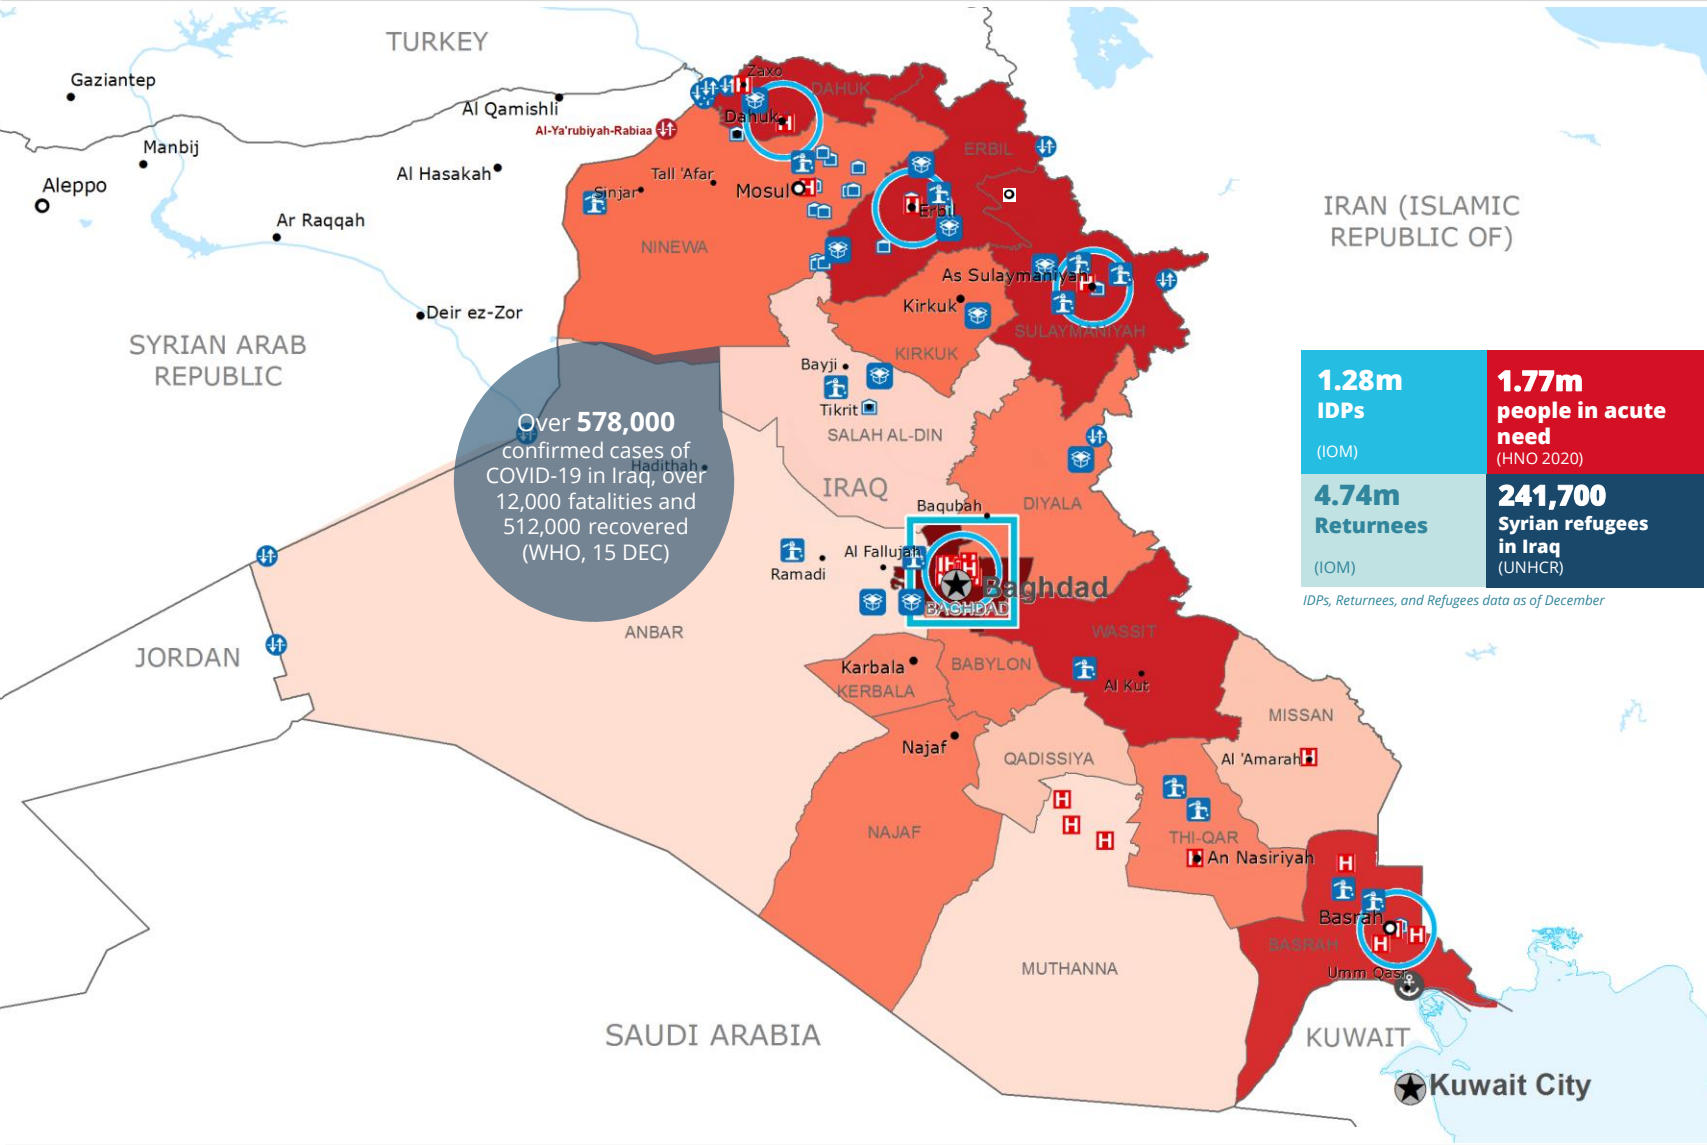 TURKEY
Gaziantep
Al Qamishli
Al-Ya'rubiyah-Rabiaa
Zaxo
DAHUK
Dahuk
Manbij
Al Hasakah
Aleppo
Sinjar
Tall 'Afar
Mosul
ERBIL
Erbil
Ar Raqqah
NINEWA
IRAN (ISLAMIC
REPUBLIC OF)
As Sulaymaniyah
Kirkuk
SULAYMANIYAH
Deir ez-Zor
SYRIAN ARAB
REPUBLIC
KIRKUK
Bayji
Tikrit
SALAH AL-DIN
Over 578,000
confirmed cases of
COVID-19 in Iraq, over
12,000 fatalities and
512,000 recovered
(WHO, 15 DEC)
Hadithah
IRAQ
Baqubah
DIYALA
1.28m
IDPs
(IOM)
1.77m
people in acute
need
(HNO 2020)
4.74m
Returnees
(IOM)
241,700
Syrian refugees
in Iraq
(UNHCR)
IDPs, Returnees, and Refugees data as of December
Ramadi
Al Fallujah
Baghdad
BAGHDAD
ANBAR
JORDAN
Karbala
KERBALA
BABYLON
WASSIT
Al Kut
MISSAN
Najaf
QADISSIYA
Al 'Amarah
H
H
H
NAJAF
THI-QAR
An Nasiriyah
H
Basrah
BASRAH
H
H
MUTHANNA
Umm Qasr
SAUDI ARABIA
KUWAIT
Kuwait City